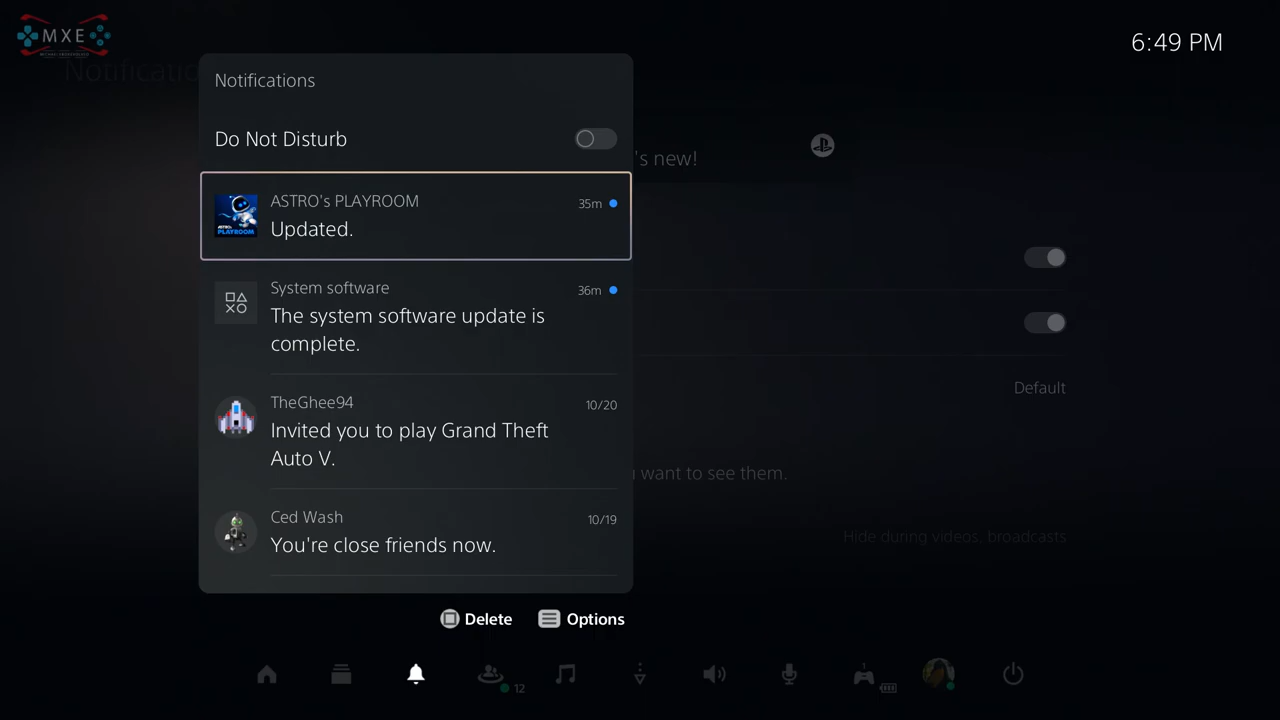 MXE
6:49 PM
Notificatio
Notifications
Do Not Disturb
's new!
ASTRO's PLAYROOM
35m
Updated.
System software
36m
The system software update is
complete.
TheGhee94
10/20
Invited you to play Grand Theft
Auto V.
Default
want to see them.
Ced Wash
10/19
You're close friends now.
Hide during videos, broadcasts
Delete
Options
12
1